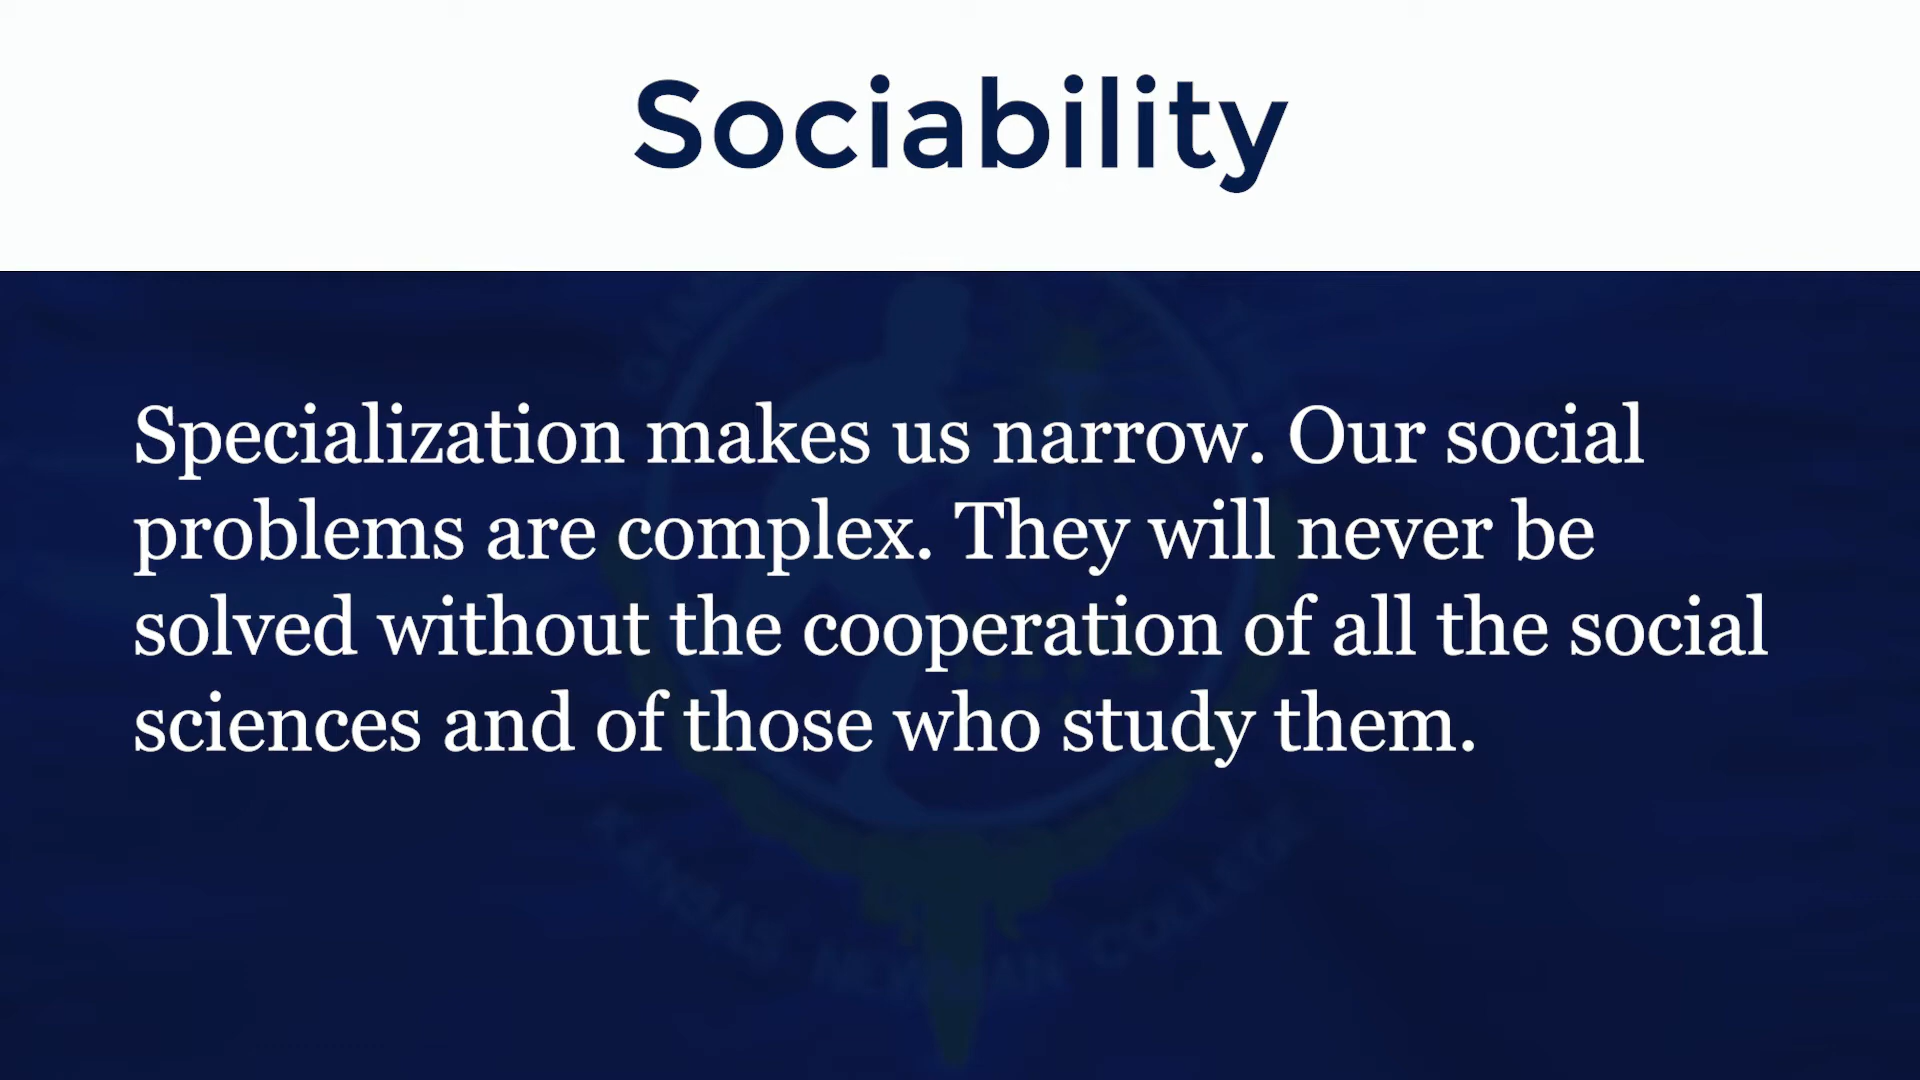 Sociability
Specialization makes us narrow. Our social
problems are complex. They will never be
solved without the cooperation of all the social
sciences and of those who study them.
COLLEGE